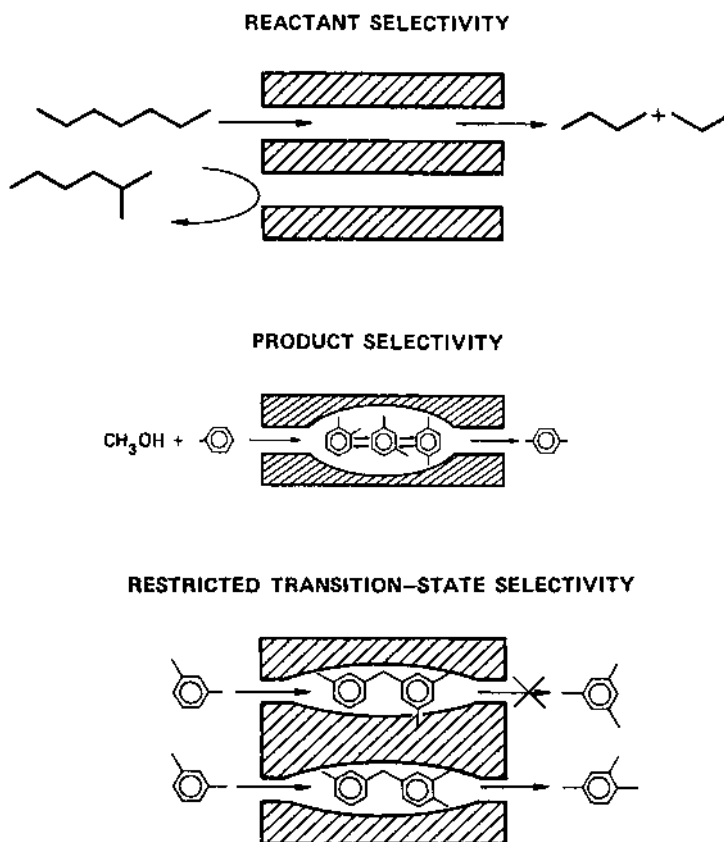 REACTANT SELECTIVITY
+
PRODUCT SELECTIVITY
CH₃OH +
RESTRICTED TRANSITION–STATE SELECTIVITY